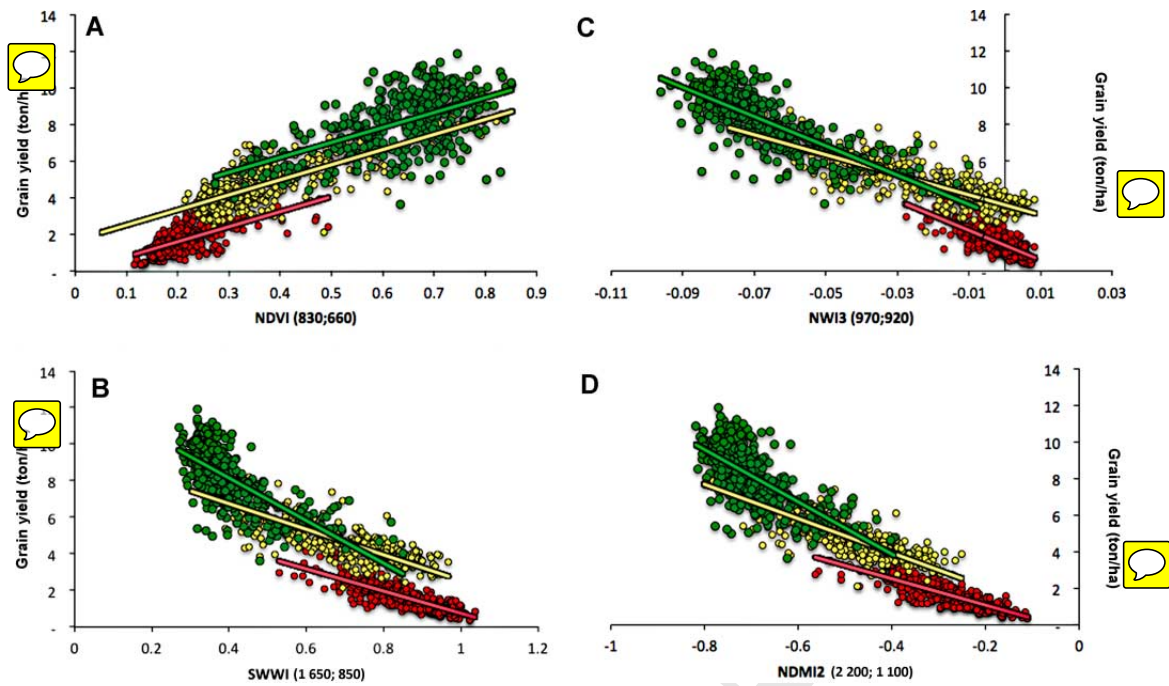 A
14
12
10
8
6
4
2
-
Grain yield (ton/h
0 0.1 0.2 0.3 0.4 0.5 0.6 0.7 0.8 0.9
NDVI (830;660)
C
14
12
10
8
6
4
2
-
Grain yield (ton/ha)
-0.11 -0.09 -0.07 -0.05 -0.03 -0.01 0.01 0.03
NWI3 (970;920)
B
14
12
10
8
6
4
2
-
Grain yield (ton/
0 0.2 0.4 0.6 0.8 1 1.2
SWWI (1 650; 850)
D
14
12
10
8
6
4
2
-
Grain yield (ton/ha)
-1 -0.8 -0.6 -0.4 -0.2 0
NDMI2 (2 200; 1 100)